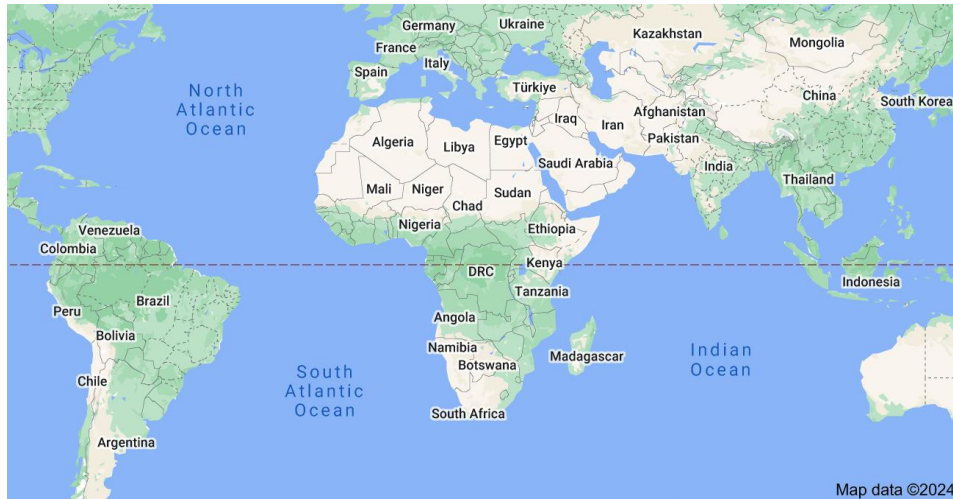 Germany
Ukraine
Kazakhstan
Mongolia
France
Italy
Spain
Türkiye
China
South Korea
North
Atlantic
Ocean
Afghanistan
Iraq
Iran
Pakistan
Algeria
Libya
Egypt
Saudi Arabia
India
Thailand
Mali
Niger
Chad
Sudan
Nigeria
Ethiopia
Venezuela
Colombia
Kenya
DRC
Indonesia
Tanzania
Brazil
Peru
Angola
Bolivia
Namibia
Botswana
Madagascar
Indian
Ocean
Chile
South
Atlantic
Ocean
South Africa
Argentina
Map data ©2024